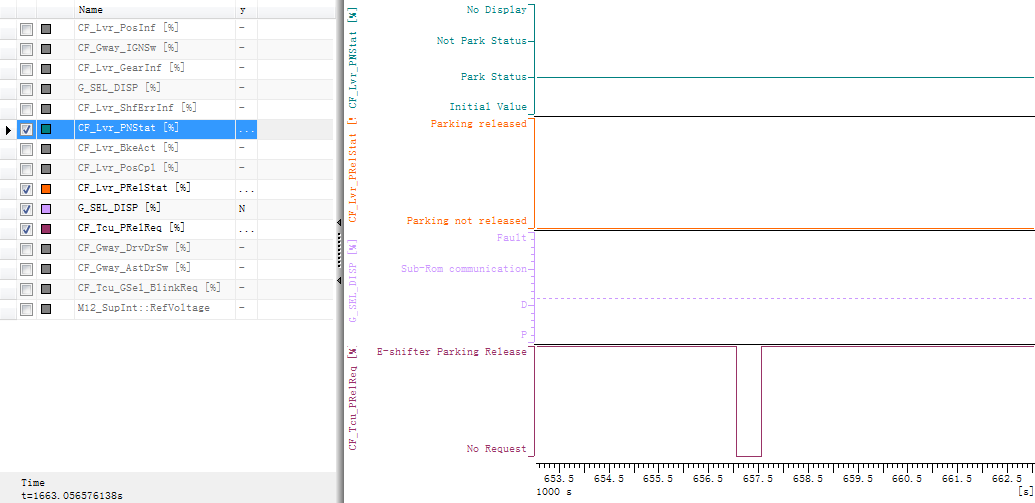 Name y
CF_Lvr_PosInf [%] -
CF_Gway_IGNSw [%] -
CF_Lvr_GearInf [%] -
G_SEL_DISP [%] -
CF_Lvr_ShfErrInf [%] -
CF_Lvr_PNStat [%] ...
CF_Lvr_BkeAct [%] -
CF_Lvr_PosCpl [%] -
CF_Lvr_PRelStat [%] ...
G_SEL_DISP [%] N
CF_Tcu_PRelReq [%] ...
CF_Gway_DrvDrSw [%] -
CF_Gway_AstDrSw [%] -
CF_Tcu_GSel_BlinkReq [%] -
M12_SupInt::RefVoltage -
Time
t=1663.056576138s
CF_Lvr_PNStat [%]
No Display
Not Park Status
Park Status
Initial Value
CF_Lvr_PRelStat [
Parking released
Parking not released
G_SEL_DISP [%]
Fault
Sub-Rom communication
D
P
CF_Tcu_PRelReq [%
E-shifter Parking Release
No Request
653.5 654.5 655.5 656.5 657.5 658.5 659.5 660.5 661.5 662.5
1000 s [s]